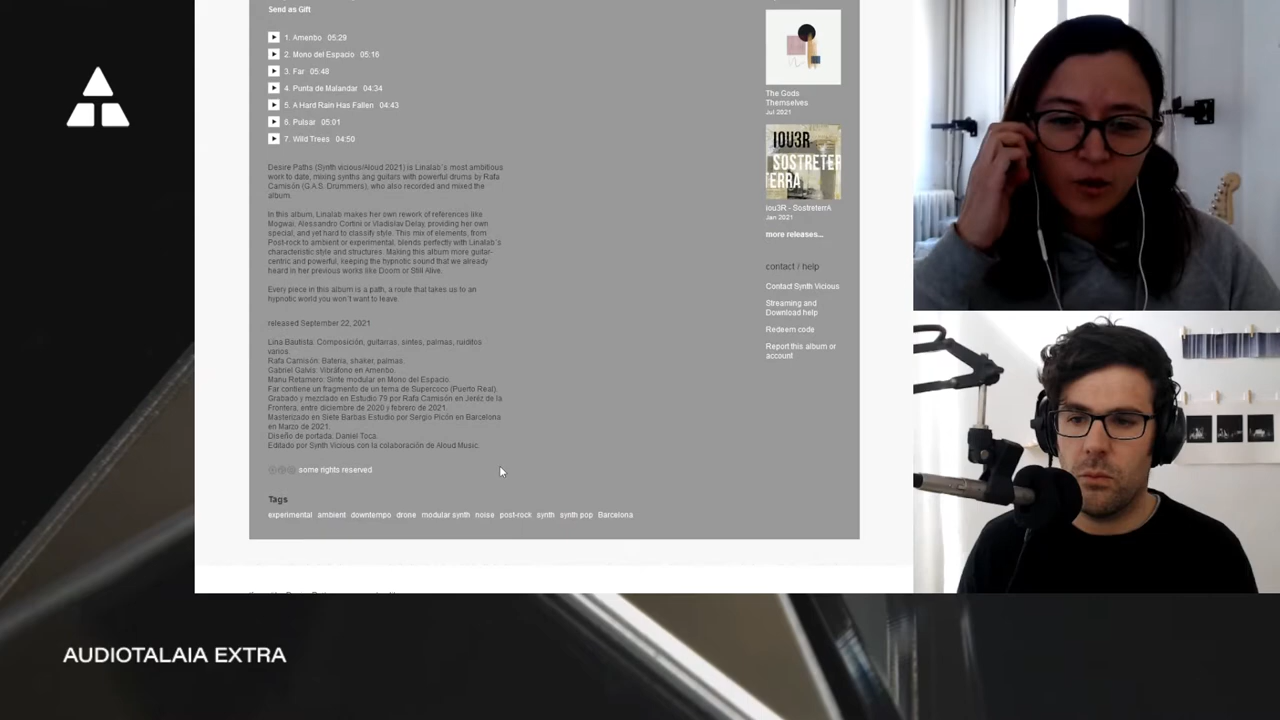 Send as Gift
1. Amenbo 05:29
2. Mono del Espacio 05:16
3. Far 05:48
4. Punta de Malandar 04:34
5. A Hard Rain Has Fallen 04:43
6. Pulsar 05:01
7. Wild Trees 04:50
Desire Paths (Synth vicious/Aloud 2021) is Linalab´s most ambitious
work to date, mixing synths ang guitars with powerful drums by Rafa
Camisón (G.A.S. Drummers), who also recorded and mixed the
album.
In this album, Linalab makes her own rework of references like
Mogwai, Alessandro Cortini or Vladislav Delay, providing her own
special, and yet hard to classify style. This mix of elements, from
Post-rock to ambient or experimental, blends perfectly with Linalab´s
characteristic style and structures. Making this album more guitar-
centric and powerful, keeping the hypnotic sound that we already
heard in her previous works like Doom or Still Alive.
Every piece in this album is a path, a route that takes us to an
hypnotic world you won´t want to leave.
released September 22, 2021
Lina Bautista: Composición, guitarras, sintes, palmas, ruiditos
varios.
Rafa Camisón: Batería, shaker, palmas.
Gabriel Galvis: Vibráfono en Amenbo.
Manu Retamero: Sinte modular en Mono del Espacio.
Far contiene un fragmento de un tema de Supercoco (Puerto Real).
Grabado y mezclado en Estudio 79 por Rafa Camisón en Jeréz de la
Frontera, entre diciembre de 2020 y febrero de 2021.
Masterizado en Siete Barbas Estudio por Sergio Picón en Barcelona
en Marzo de 2021.
Diseño de portada: Daniel Toca.
Editado por Synth Vicious con la colaboración de Aloud Music.
some rights reserved
Tags
experimental ambient downtempo drone modular synth noise post-rock synth synth pop Barcelona
The Gods
Themselves
Jul 2021
IOU3R
SOSTRETER
TERRA
iou3R - SostreterrA
Jan 2021
more releases...
contact / help
Contact Synth Vicious
Streaming and
Download help
Redeem code
Report this album or
account
AUDIOTALAIA EXTRA